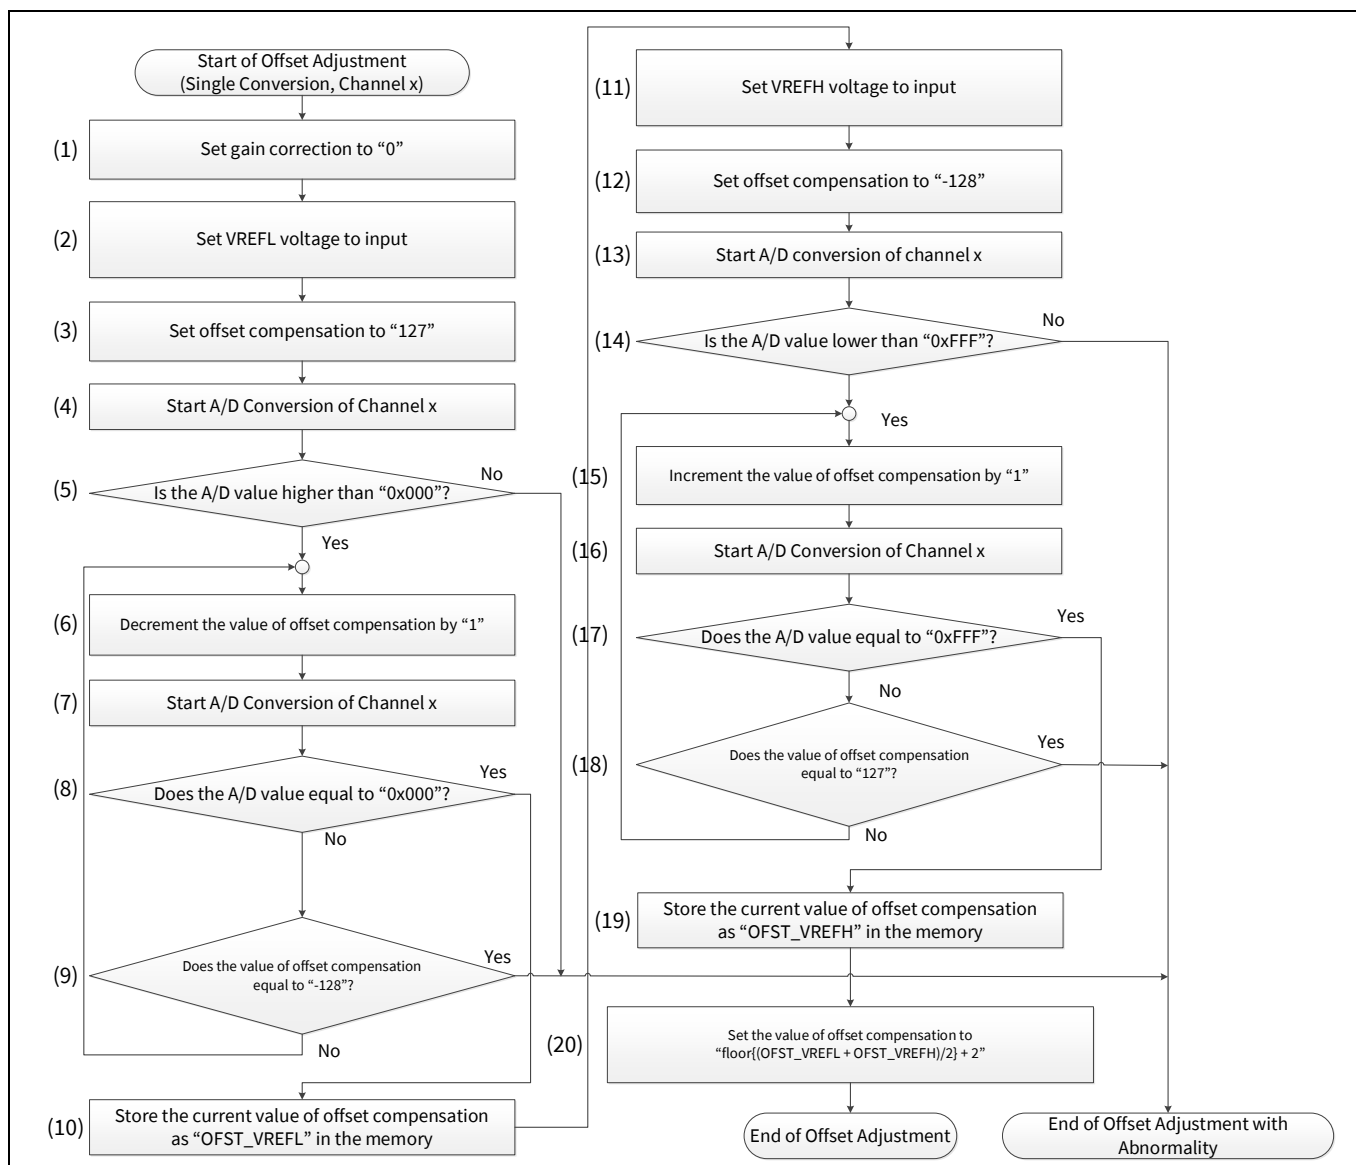 Start of Offset Adjustment
(Single Conversion, Channel x)
(1)
Set gain correction to “0”
(2)
Set VREFL voltage to input
(3)
Set offset compensation to “127”
(4)
Start A/D Conversion of Channel x
(5)
Is the A/D value higher than “0x000”?
No
Yes
(6)
Decrement the value of offset compensation by “1”
(7)
Start A/D Conversion of Channel x
(8)
Does the A/D value equal to “0x000”?
Yes
No
(9)
Does the value of offset compensation
equal to “-128”?
Yes
No
(10)
Store the current value of offset compensation
as “OFST_VREFL” in the memory
(11)
Set VREFH voltage to input
(12)
Set offset compensation to “-128”
(13)
Start A/D conversion of channel x
(14)
Is the A/D value lower than “0xFFF”?
No
Yes
(15)
Increment the value of offset compensation by “1”
(16)
Start A/D Conversion of Channel x
(17)
Does the A/D value equal to “0xFFF”?
Yes
No
(18)
Does the value of offset compensation
equal to “127”?
Yes
No
(19)
Store the current value of offset compensation
as “OFST_VREFH” in the memory
(20)
Set the value of offset compensation to
“floor{(OFST_VREFL + OFST_VREFH)/2} + 2”
End of Offset Adjustment
End of Offset Adjustment with
Abnormality